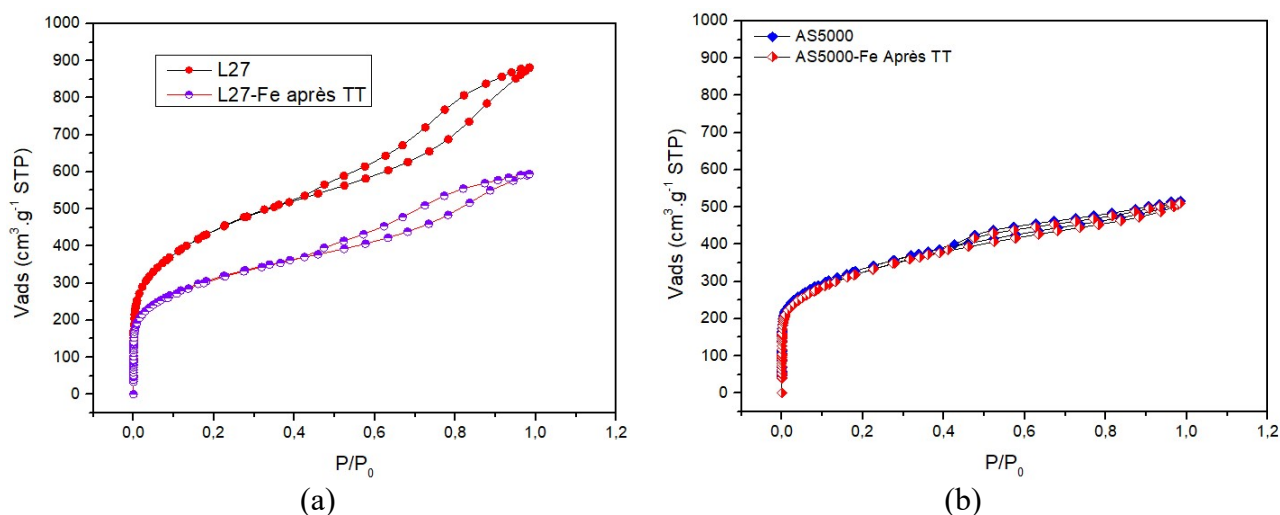 1000
900
800
700
600
500
400
300
200
100
0
Vads (cm³.g⁻¹ STP)
L27
L27-Fe après TT
0,0 0,2 0,4 0,6 0,8 1,0 1,2
P/P₀
(a)
1000
900
800
700
600
500
400
300
200
100
0
Vads (cm³.g⁻¹ STP)
AS5000
AS5000-Fe Après TT
0,0 0,2 0,4 0,6 0,8 1,0 1,2
P/P₀
(b)